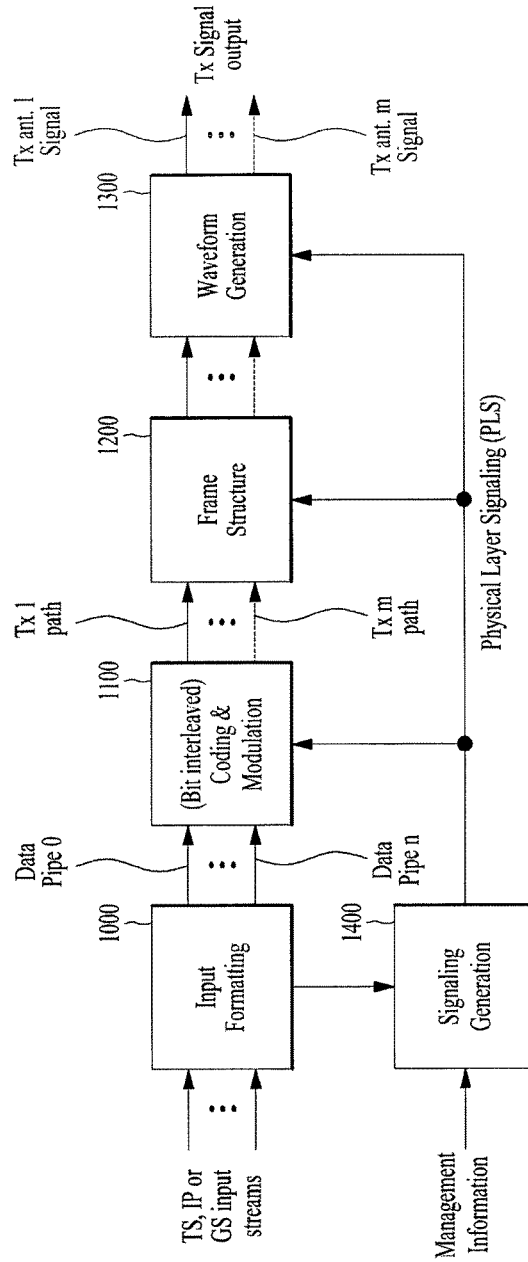 TS, IP or
GS input
streams
Management
Information
1000
Input
Formatting
1400
Signaling
Generation
Data
Pipe 0
Data
Pipe n
1100
(Bit interleaved)
Coding &
Modulation
Tx 1
path
Tx m
path
1200
Frame
Structure
Physical Layer Signaling (PLS)
1300
Waveform
Generation
Tx ant. 1
Signal
Tx Signal
output
Tx ant. m
Signal